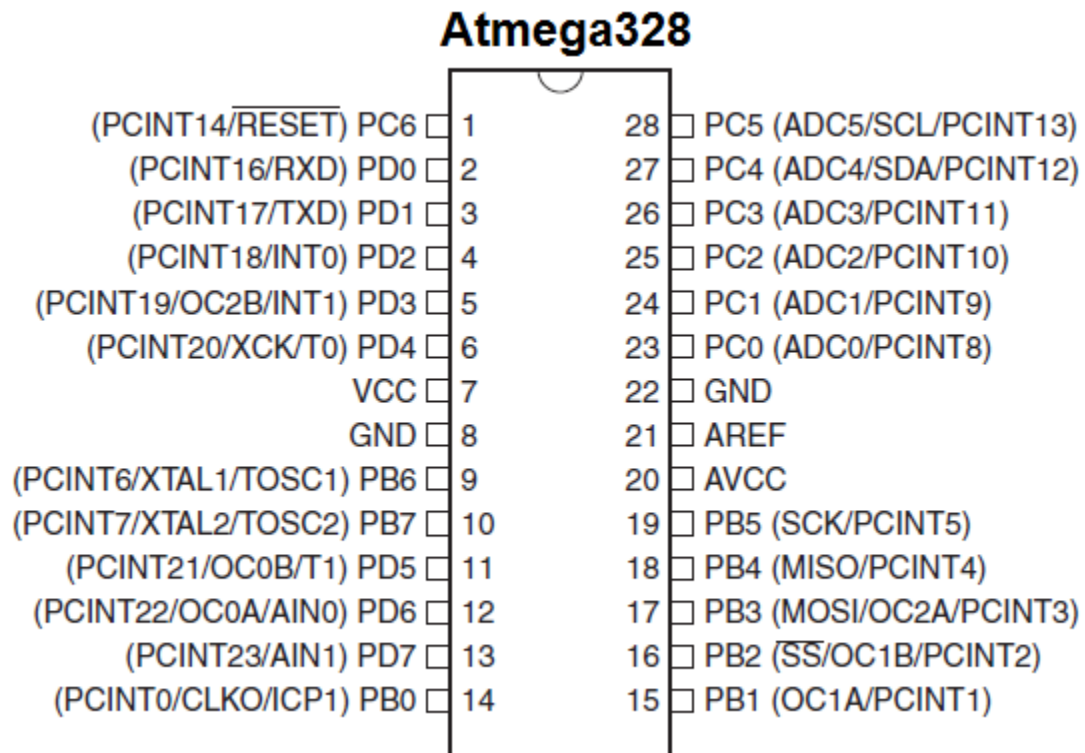 Atmega328
(PCINT14/RESET) PC6 1 28 PC5 (ADC5/SCL/PCINT13)
(PCINT16/RXD) PD0 2 27 PC4 (ADC4/SDA/PCINT12)
(PCINT17/TXD) PD1 3 26 PC3 (ADC3/PCINT11)
(PCINT18/INT0) PD2 4 25 PC2 (ADC2/PCINT10)
(PCINT19/OC2B/INT1) PD3 5 24 PC1 (ADC1/PCINT9)
(PCINT20/XCK/T0) PD4 6 23 PC0 (ADC0/PCINT8)
VCC 7 22 GND
GND 8 21 AREF
(PCINT6/XTAL1/TOSC1) PB6 9 20 AVCC
(PCINT7/XTAL2/TOSC2) PB7 10 19 PB5 (SCK/PCINT5)
(PCINT21/OC0B/T1) PD5 11 18 PB4 (MISO/PCINT4)
(PCINT22/OC0A/AIN0) PD6 12 17 PB3 (MOSI/OC2A/PCINT3)
(PCINT23/AIN1) PD7 13 16 PB2 (SS/OC1B/PCINT2)
(PCINT0/CLKO/ICP1) PB0 14 15 PB1 (OC1A/PCINT1)